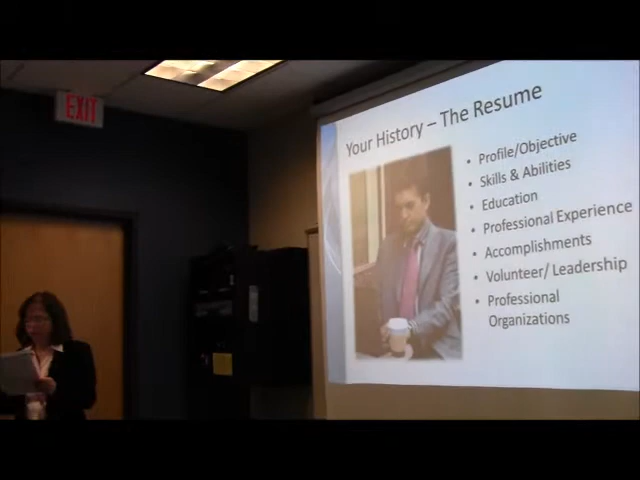 EXIT
Your History – The Resume
• Profile/Objective
• Skills & Abilities
• Education
• Professional Experience
• Accomplishments
• Volunteer/ Leadership
• Professional
Organizations